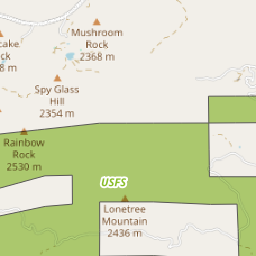 Mushroom
Rock
2368 m
Spy Glass
Hill
2354 m
Rainbow
Rock
2530 m
USFS
Lonetree
Mountain
2436 m